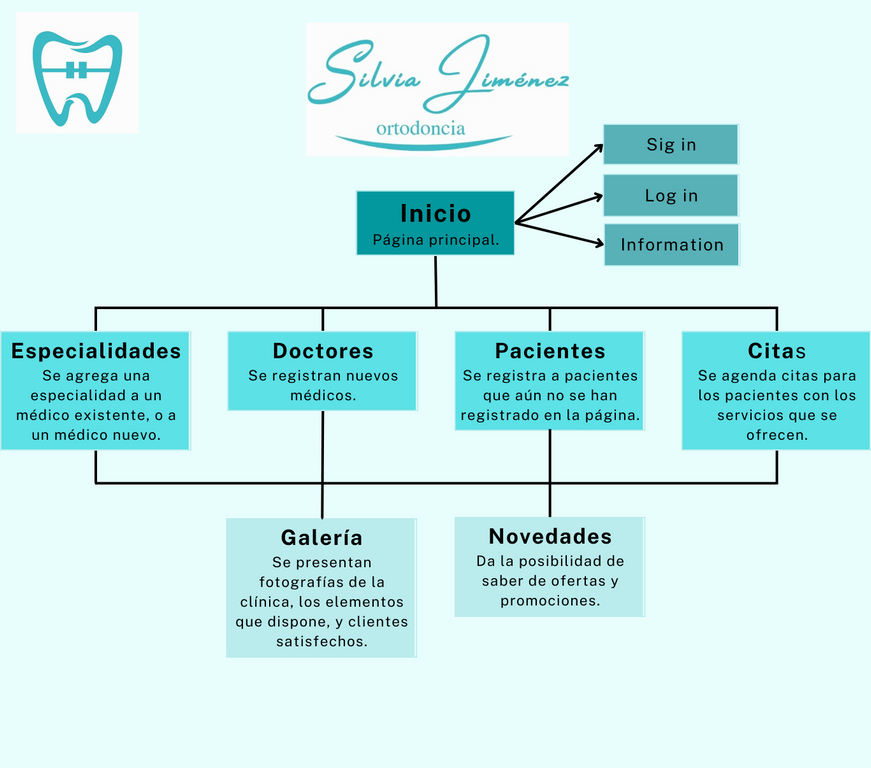 Silvia Jiménez
ortodoncia
Sig in
Log in
Information
Inicio
Página principal.
Especialidades
Se agrega una
especialidad a un
médico existente, o a
un médico nuevo.
Doctores
Se registran nuevos
médicos.
Pacientes
Se registra a pacientes
que aún no se han
registrado en la página.
Citas
Se agenda citas para
los pacientes con los
servicios que se
ofrecen.
Galería
Se presentan
fotografías de la
clínica, los elementos
que dispone, y clientes
satisfechos.
Novedades
Da la posibilidad de
saber de ofertas y
promociones.